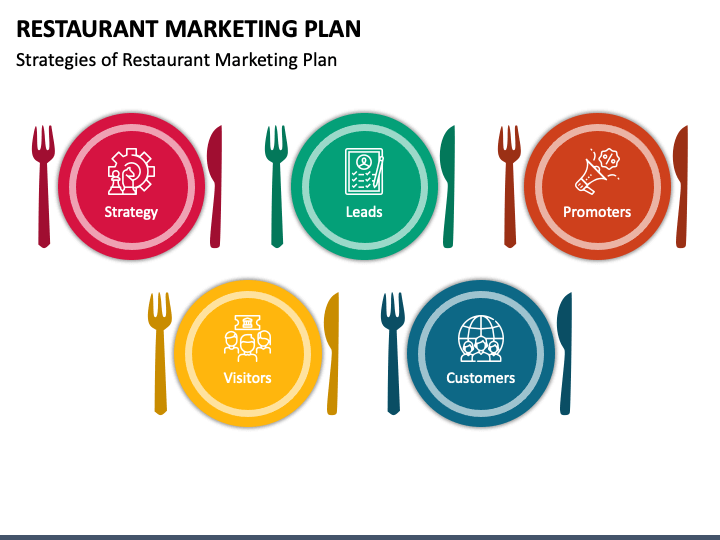 RESTAURANT MARKETING PLAN
Strategies of Restaurant Marketing Plan
Strategy
Leads
Promoters
Visitors
Customers